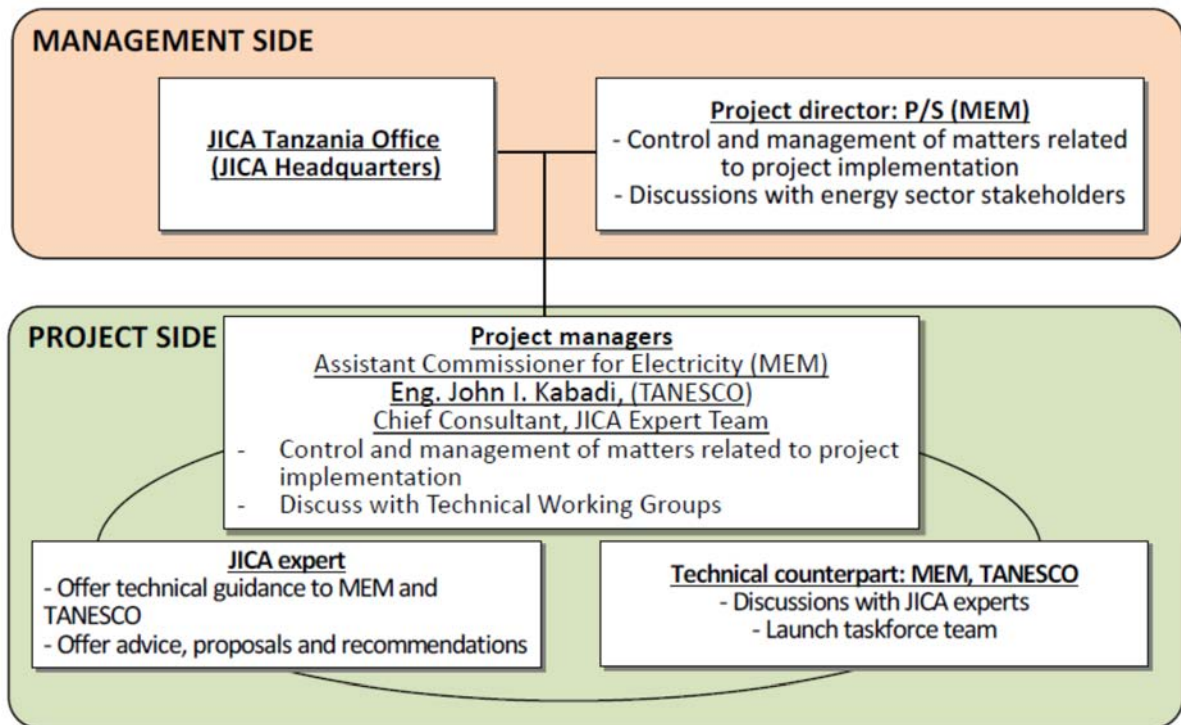 MANAGEMENT SIDE
JICA Tanzania Office
(JICA Headquarters)
Project director: P/S (MEM)
- Control and management of matters related
to project implementation
- Discussions with energy sector stakeholders
PROJECT SIDE
Project managers
Assistant Commissioner for Electricity (MEM)
Eng. John I. Kabadi, (TANESCO)
Chief Consultant, JICA Expert Team
- Control and management of matters related to project
implementation
- Discuss with Technical Working Groups
JICA expert
- Offer technical guidance to MEM and
TANESCO
- Offer advice, proposals and recommendations
Technical counterpart: MEM, TANESCO
- Discussions with JICA experts
- Launch taskforce team